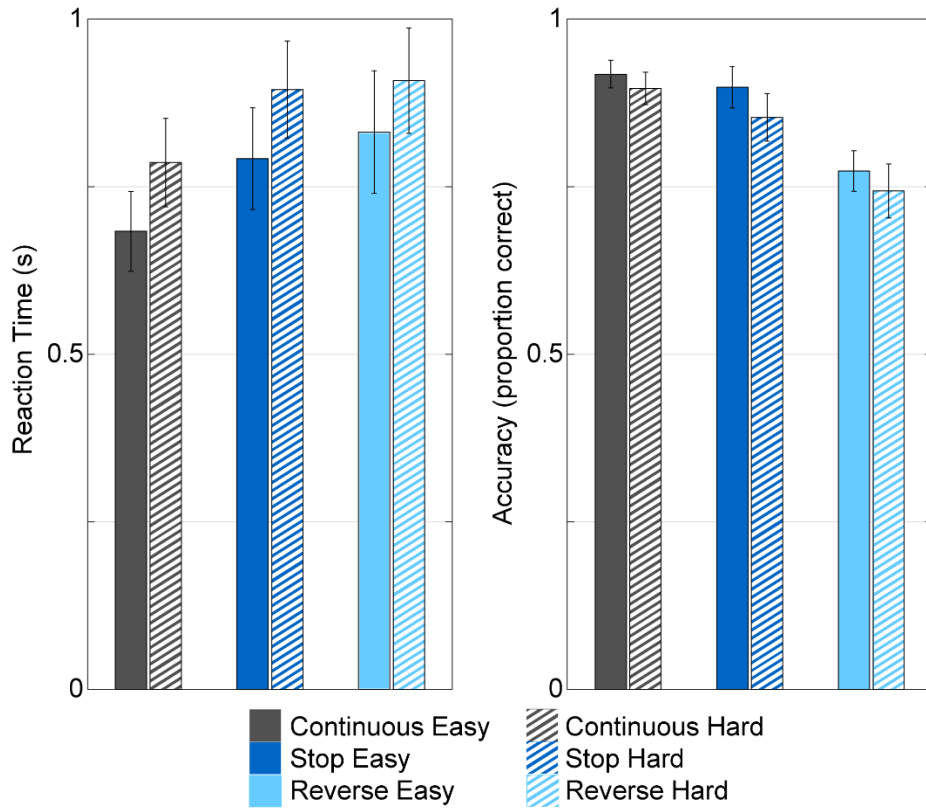 1
0.5
0
Reaction Time (s)
1
0.5
0
Accuracy (proportion correct)
Continuous Easy
Continuous Hard
Stop Easy
Stop Hard
Reverse Easy
Reverse Hard